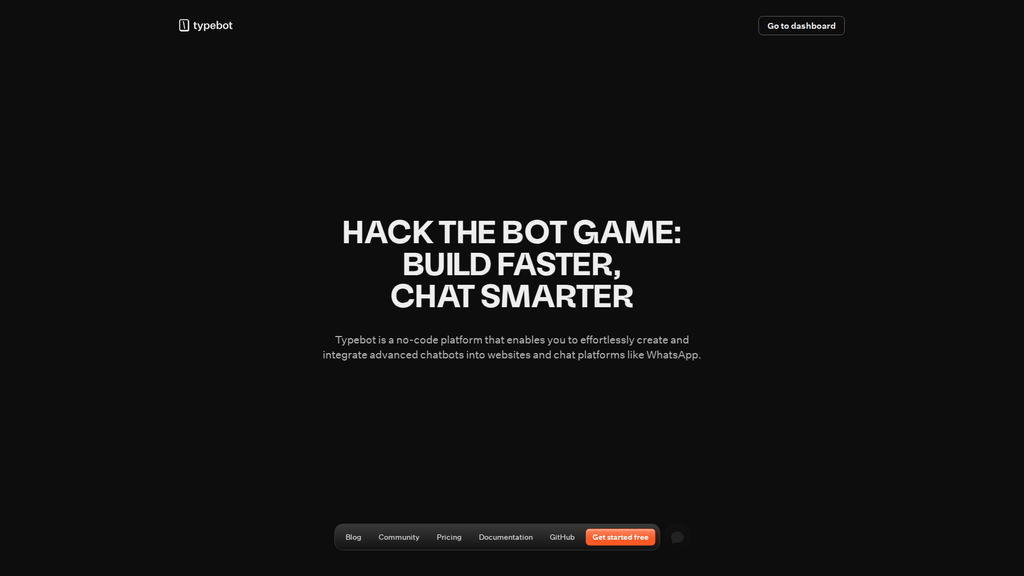 typebot
Go to dashboard
HACK THE BOT GAME:
BUILD FASTER,
CHAT SMARTER
Typebot is a no-code platform that enables you to effortlessly create and
integrate advanced chatbots into websites and chat platforms like WhatsApp.
Blog Community Pricing Documentation GitHub Get started free